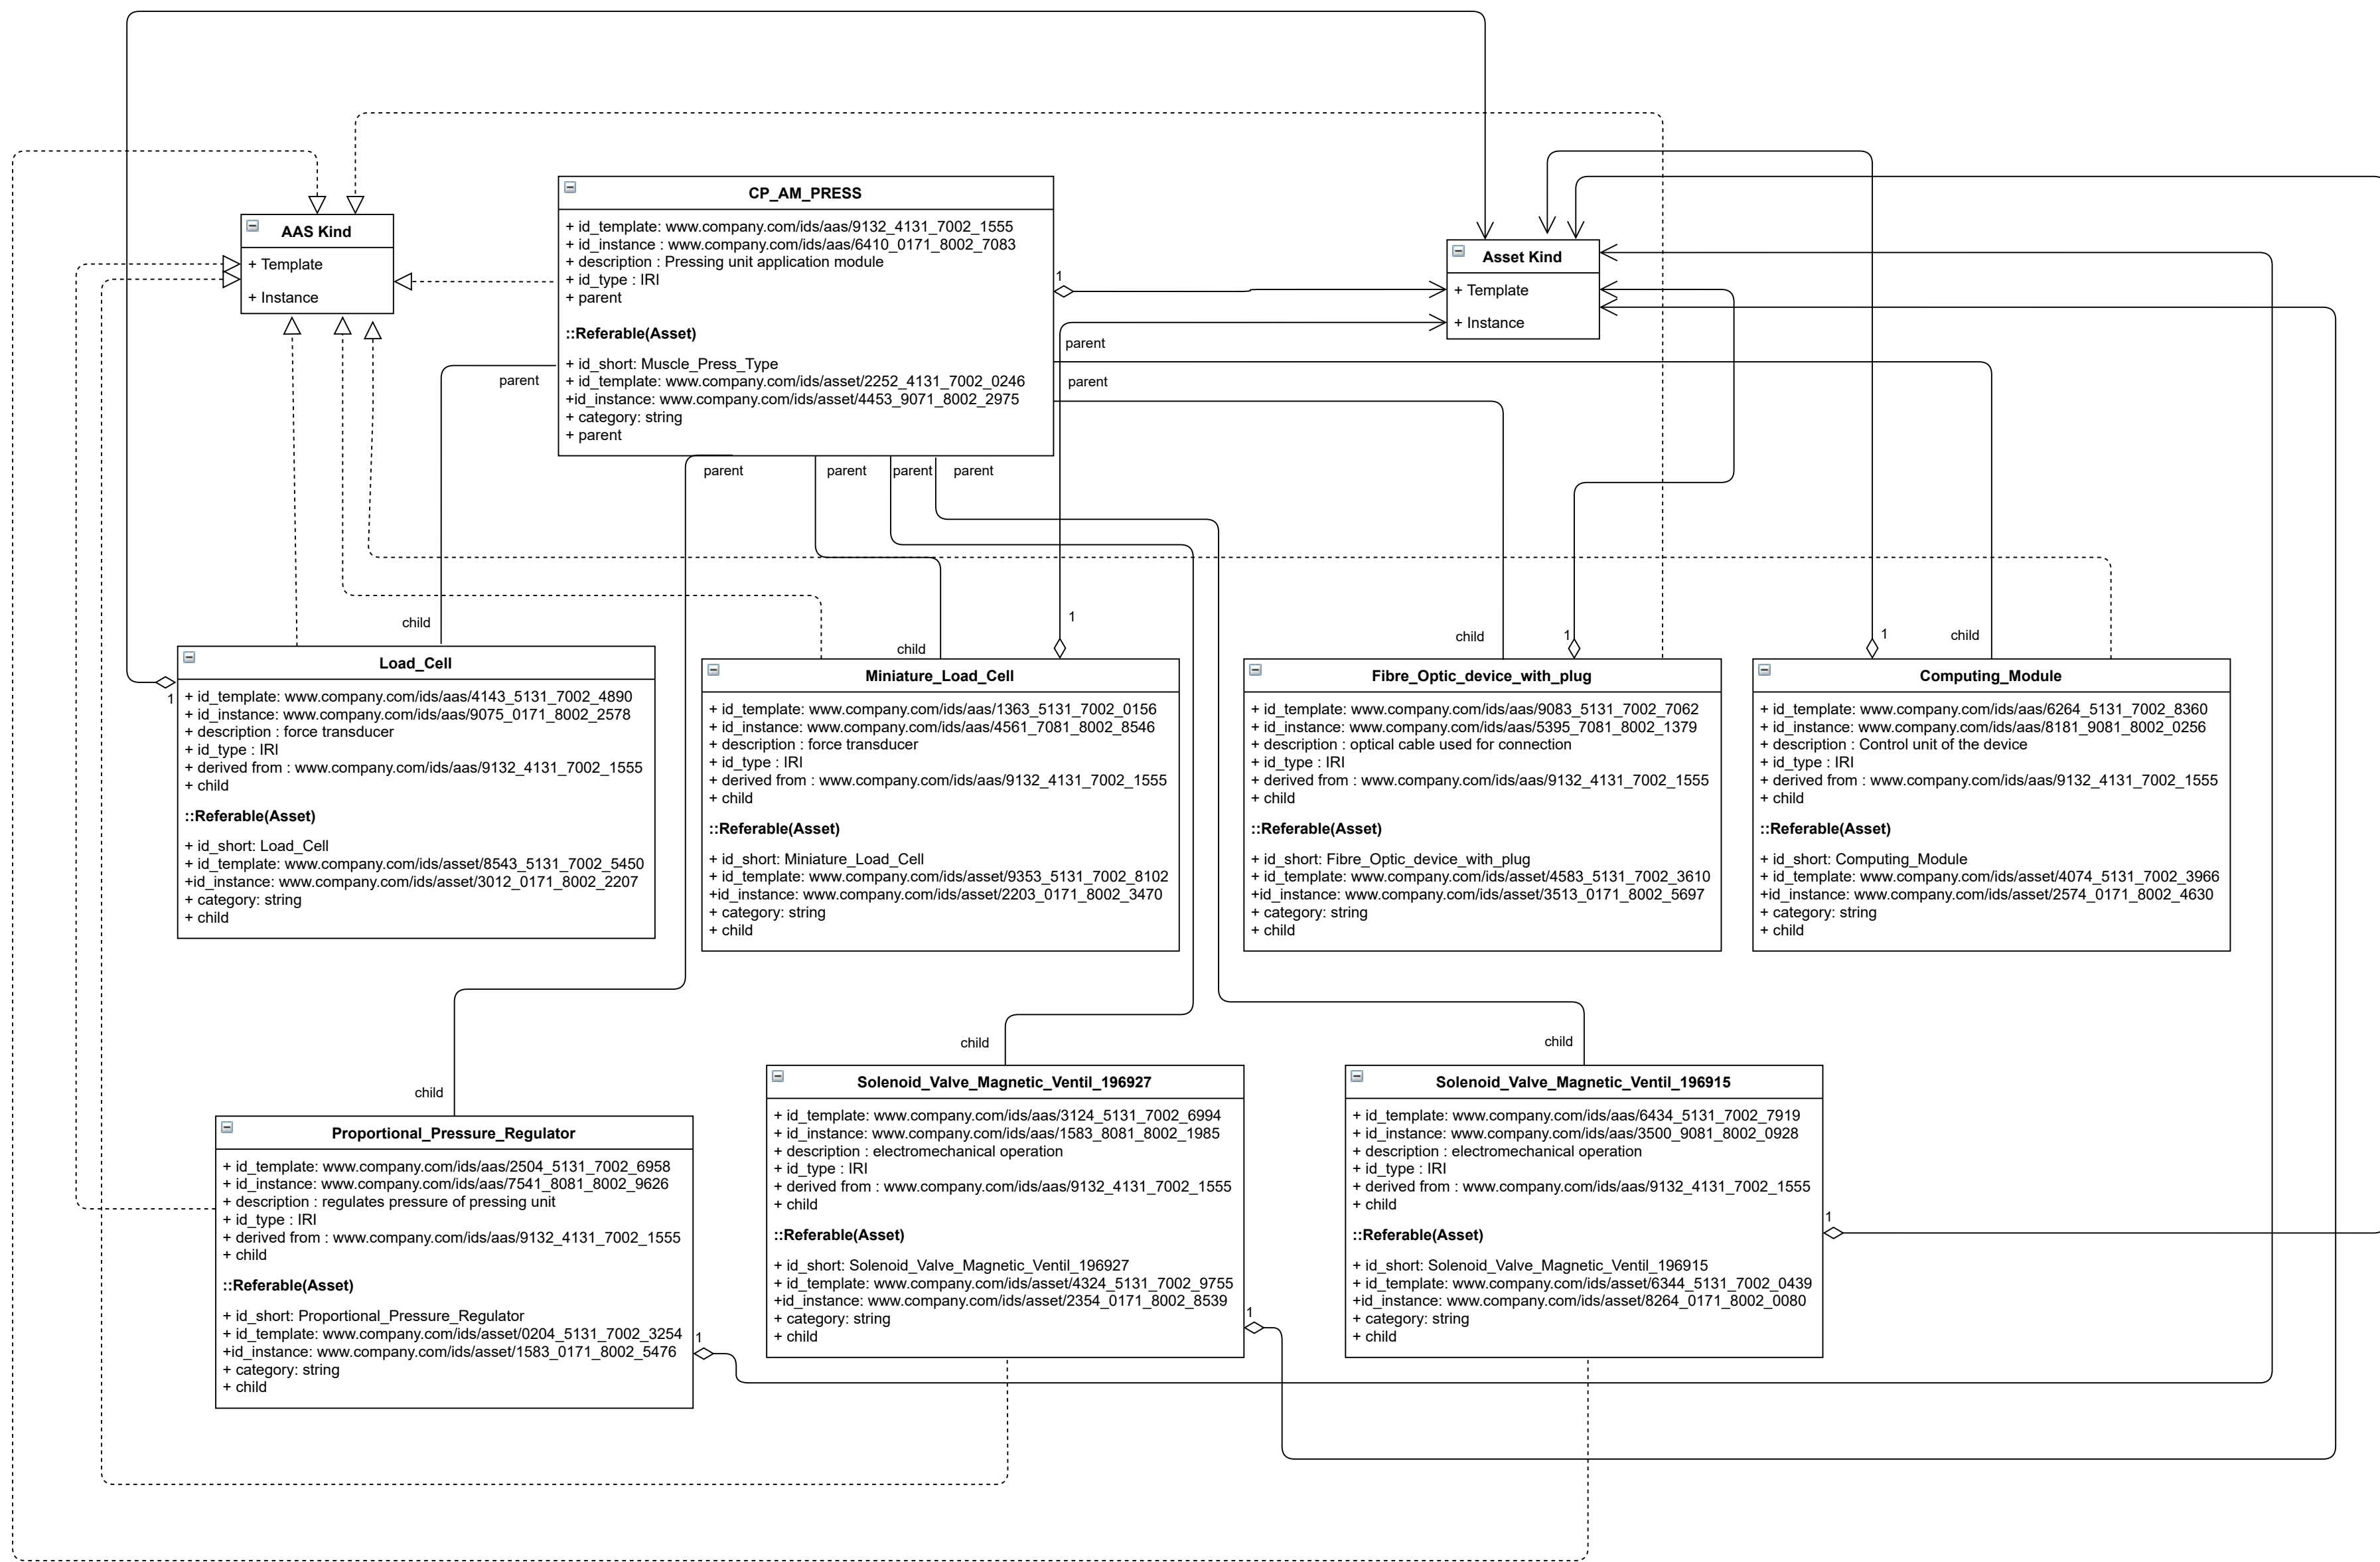 CP_AM_PRESS
+ id_template: www.company.com/ids/aas/9132_4131_7002_1555
+ id_instance : www.company.com/ids/aas/6410_0171_8002_7083
+ description : Pressing unit application module
+ id_type : IRI
+ parent
::Referable(Asset)
+ id_short: Muscle_Press_Type
+ id_template: www.company.com/ids/asset/2252_4131_7002_0246
+id_instance: www.company.com/ids/asset/4453_9071_8002_2975
+ category: string
+ parent
AAS Kind
+ Template
+ Instance
Asset Kind
+ Template
+ Instance
1
parent
parent
parent
parent
parent
parent
parent
child
child
1
child
1
1
child
Load_Cell
+ id_template: www.company.com/ids/aas/4143_5131_7002_4890
+ id_instance: www.company.com/ids/aas/9075_0171_8002_2578
+ description : force transducer
+ id_type : IRI
+ derived from : www.company.com/ids/aas/9132_4131_7002_1555
+ child
::Referable(Asset)
+ id_short: Load_Cell
+ id_template: www.company.com/ids/asset/8543_5131_7002_5450
+id_instance: www.company.com/ids/asset/3012_0171_8002_2207
+ category: string
+ child
1
Miniature_Load_Cell
+ id_template: www.company.com/ids/aas/1363_5131_7002_0156
+ id_instance: www.company.com/ids/aas/4561_7081_8002_8546
+ description : force transducer
+ id_type : IRI
+ derived from : www.company.com/ids/aas/9132_4131_7002_1555
+ child
::Referable(Asset)
+ id_short: Miniature_Load_Cell
+ id_template: www.company.com/ids/asset/9353_5131_7002_8102
+id_instance: www.company.com/ids/asset/2203_0171_8002_3470
+ category: string
+ child
Fibre_Optic_device_with_plug
+ id_template: www.company.com/ids/aas/9083_5131_7002_7062
+ id_instance: www.company.com/ids/aas/5395_7081_8002_1379
+ description : optical cable used for connection
+ id_type : IRI
+ derived from : www.company.com/ids/aas/9132_4131_7002_1555
+ child
::Referable(Asset)
+ id_short: Fibre_Optic_device_with_plug
+ id_template: www.company.com/ids/asset/4583_5131_7002_3610
+id_instance: www.company.com/ids/asset/3513_0171_8002_5697
+ category: string
+ child
Computing_Module
+ id_template: www.company.com/ids/aas/6264_5131_7002_8360
+ id_instance: www.company.com/ids/aas/8181_9081_8002_0256
+ description : Control unit of the device
+ id_type : IRI
+ derived from : www.company.com/ids/aas/9132_4131_7002_1555
+ child
::Referable(Asset)
+ id_short: Computing_Module
+ id_template: www.company.com/ids/asset/4074_5131_7002_3966
+id_instance: www.company.com/ids/asset/2574_0171_8002_4630
+ category: string
+ child
child
child
child
Proportional_Pressure_Regulator
+ id_template: www.company.com/ids/aas/2504_5131_7002_6958
+ id_instance: www.company.com/ids/aas/7541_8081_8002_9626
+ description : regulates pressure of pressing unit
+ id_type : IRI
+ derived from : www.company.com/ids/aas/9132_4131_7002_1555
+ child
::Referable(Asset)
+ id_short: Proportional_Pressure_Regulator
+ id_template: www.company.com/ids/asset/0204_5131_7002_3254
+id_instance: www.company.com/ids/asset/1583_0171_8002_5476
+ category: string
+ child
1
Solenoid_Valve_Magnetic_Ventil_196927
+ id_template: www.company.com/ids/aas/3124_5131_7002_6994
+ id_instance: www.company.com/ids/aas/1583_8081_8002_1985
+ description : electromechanical operation
+ id_type : IRI
+ derived from : www.company.com/ids/aas/9132_4131_7002_1555
+ child
::Referable(Asset)
+ id_short: Solenoid_Valve_Magnetic_Ventil_196927
+ id_template: www.company.com/ids/asset/4324_5131_7002_9755
+id_instance: www.company.com/ids/asset/2354_0171_8002_8539
+ category: string
+ child
1
Solenoid_Valve_Magnetic_Ventil_196915
+ id_template: www.company.com/ids/aas/6434_5131_7002_7919
+ id_instance: www.company.com/ids/aas/3500_9081_8002_0928
+ description : electromechanical operation
+ id_type : IRI
+ derived from : www.company.com/ids/aas/9132_4131_7002_1555
+ child
::Referable(Asset)
+ id_short: Solenoid_Valve_Magnetic_Ventil_196915
+ id_template: www.company.com/ids/asset/6344_5131_7002_0439
+id_instance: www.company.com/ids/asset/8264_0171_8002_0080
+ category: string
+ child
1